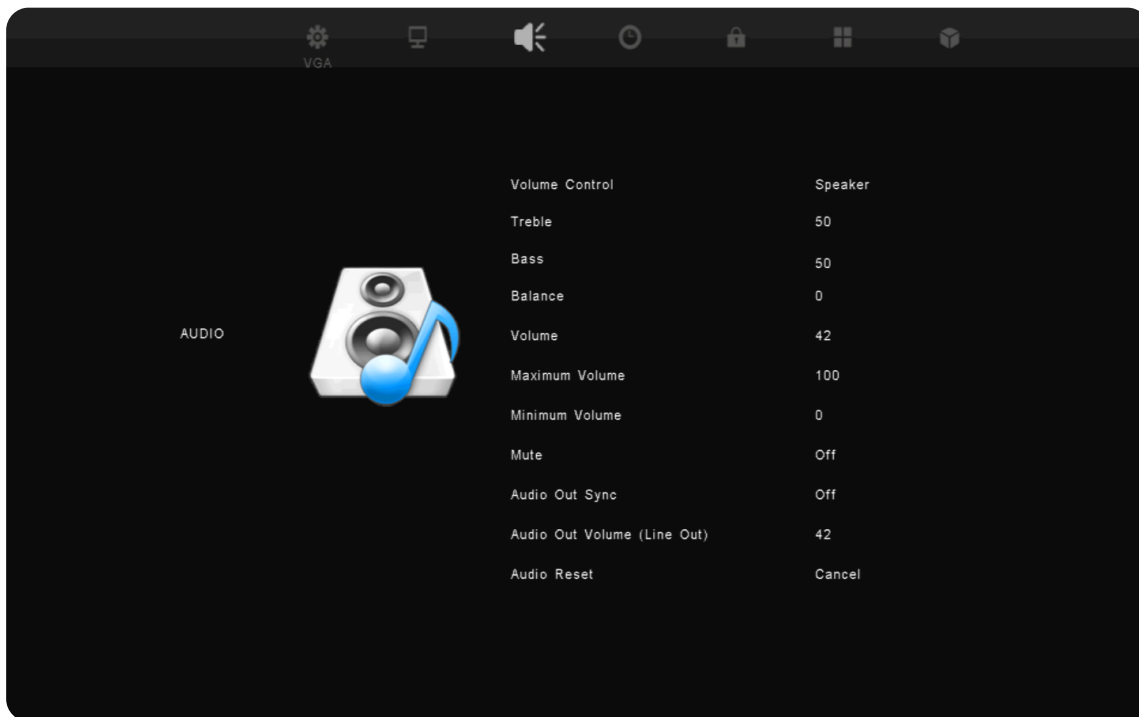 VGA
AUDIO
Volume Control Speaker
Treble 50
Bass 50
Balance 0
Volume 42
Maximum Volume 100
Minimum Volume 0
Mute Off
Audio Out Sync Off
Audio Out Volume (Line Out) 42
Audio Reset Cancel